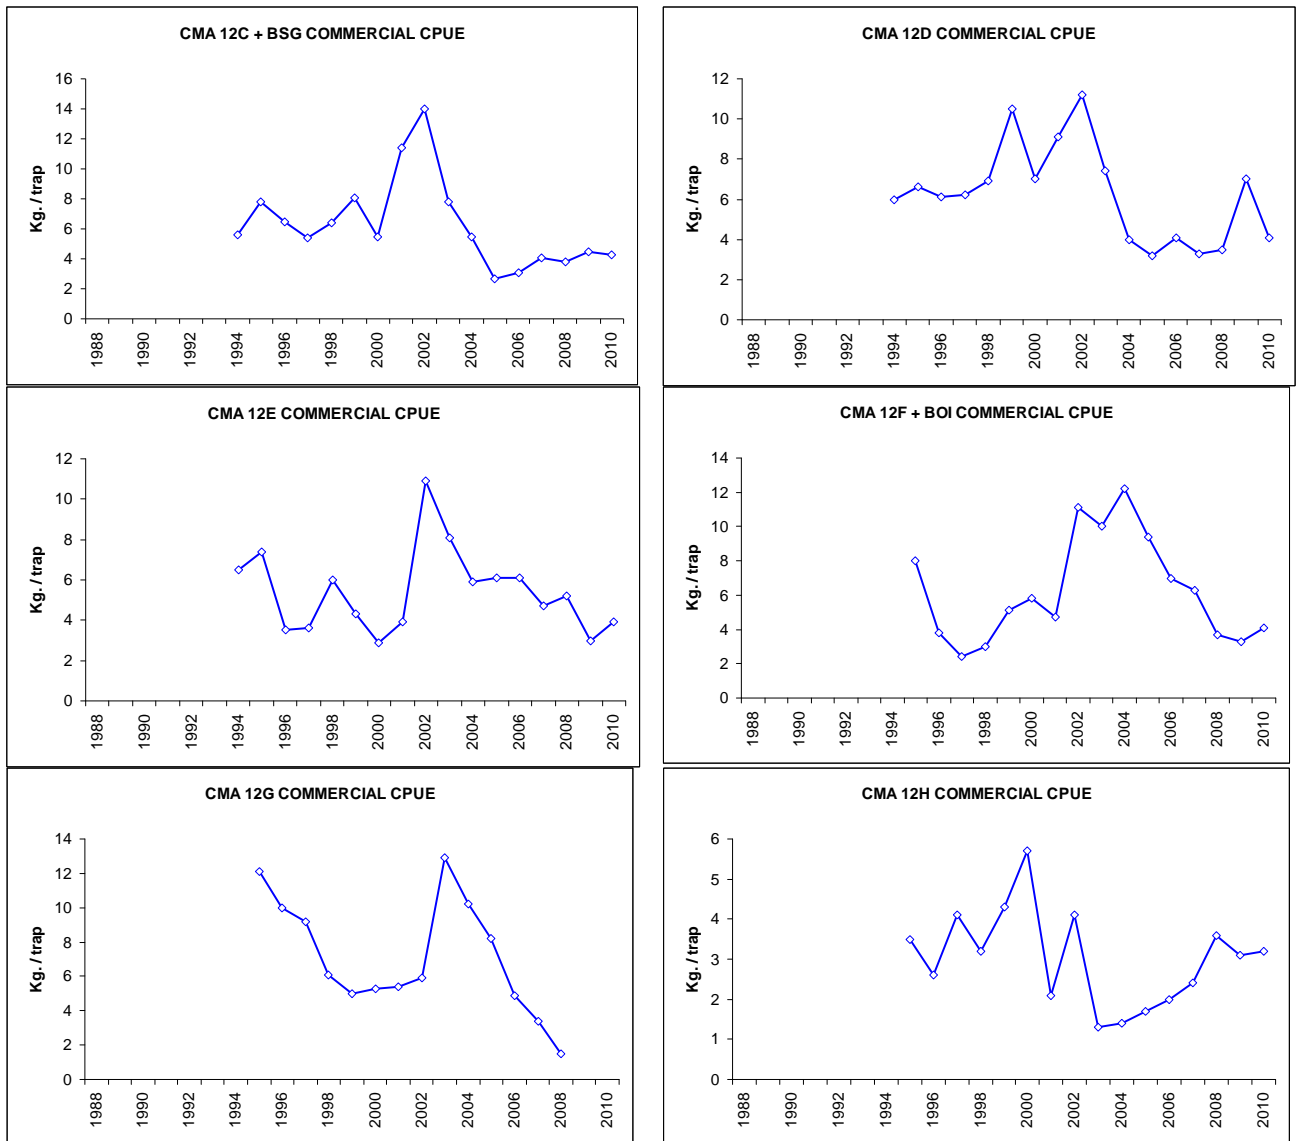 CMA 12C + BSG COMMERCIAL CPUE
Kg. / trap
16
14
12
10
8
6
4
2
0
1988 1990 1992 1994 1996 1998 2000 2002 2004 2006 2008 2010
CMA 12D COMMERCIAL CPUE
Kg. / trap
12
10
8
6
4
2
0
1988 1990 1992 1994 1996 1998 2000 2002 2004 2006 2008 2010
CMA 12E COMMERCIAL CPUE
Kg. / trap
12
10
8
6
4
2
0
1988 1990 1992 1994 1996 1998 2000 2002 2004 2006 2008 2010
CMA 12F + BOI COMMERCIAL CPUE
Kg. / trap
14
12
10
8
6
4
2
0
1988 1990 1992 1994 1996 1998 2000 2002 2004 2006 2008 2010
CMA 12G COMMERCIAL CPUE
Kg. / trap
14
12
10
8
6
4
2
0
1988 1990 1992 1994 1996 1998 2000 2002 2004 2006 2008 2010
CMA 12H COMMERCIAL CPUE
Kg. / trap
6
5
4
3
2
1
0
1988 1990 1992 1994 1996 1998 2000 2002 2004 2006 2008 2010